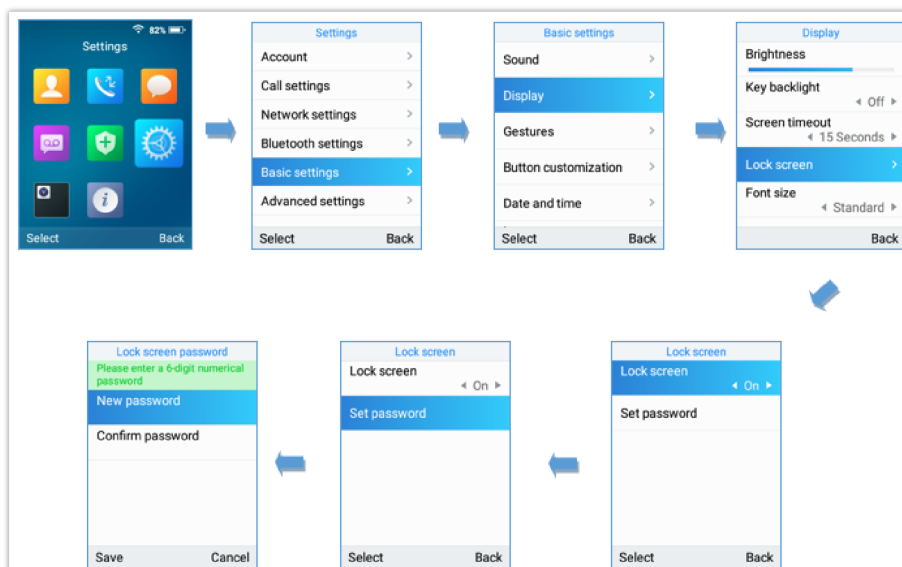 82%
Settings
Select Back
Settings
Account
Call settings
Network settings
Bluetooth settings
Basic settings
Advanced settings
Select Back
Basic settings
Sound
Display
Gestures
Button customization
Date and time
Select Back
Display
Brightness
Key backlight
Off
Screen timeout
15 Seconds
Lock screen
Font size
Standard
Back
Lock screen
Lock screen
On
Set password
Select Back
Lock screen
Lock screen
On
Set password
Select Back
Lock screen password
Please enter a 6-digit numerical
password
New password
Confirm password
Save Cancel